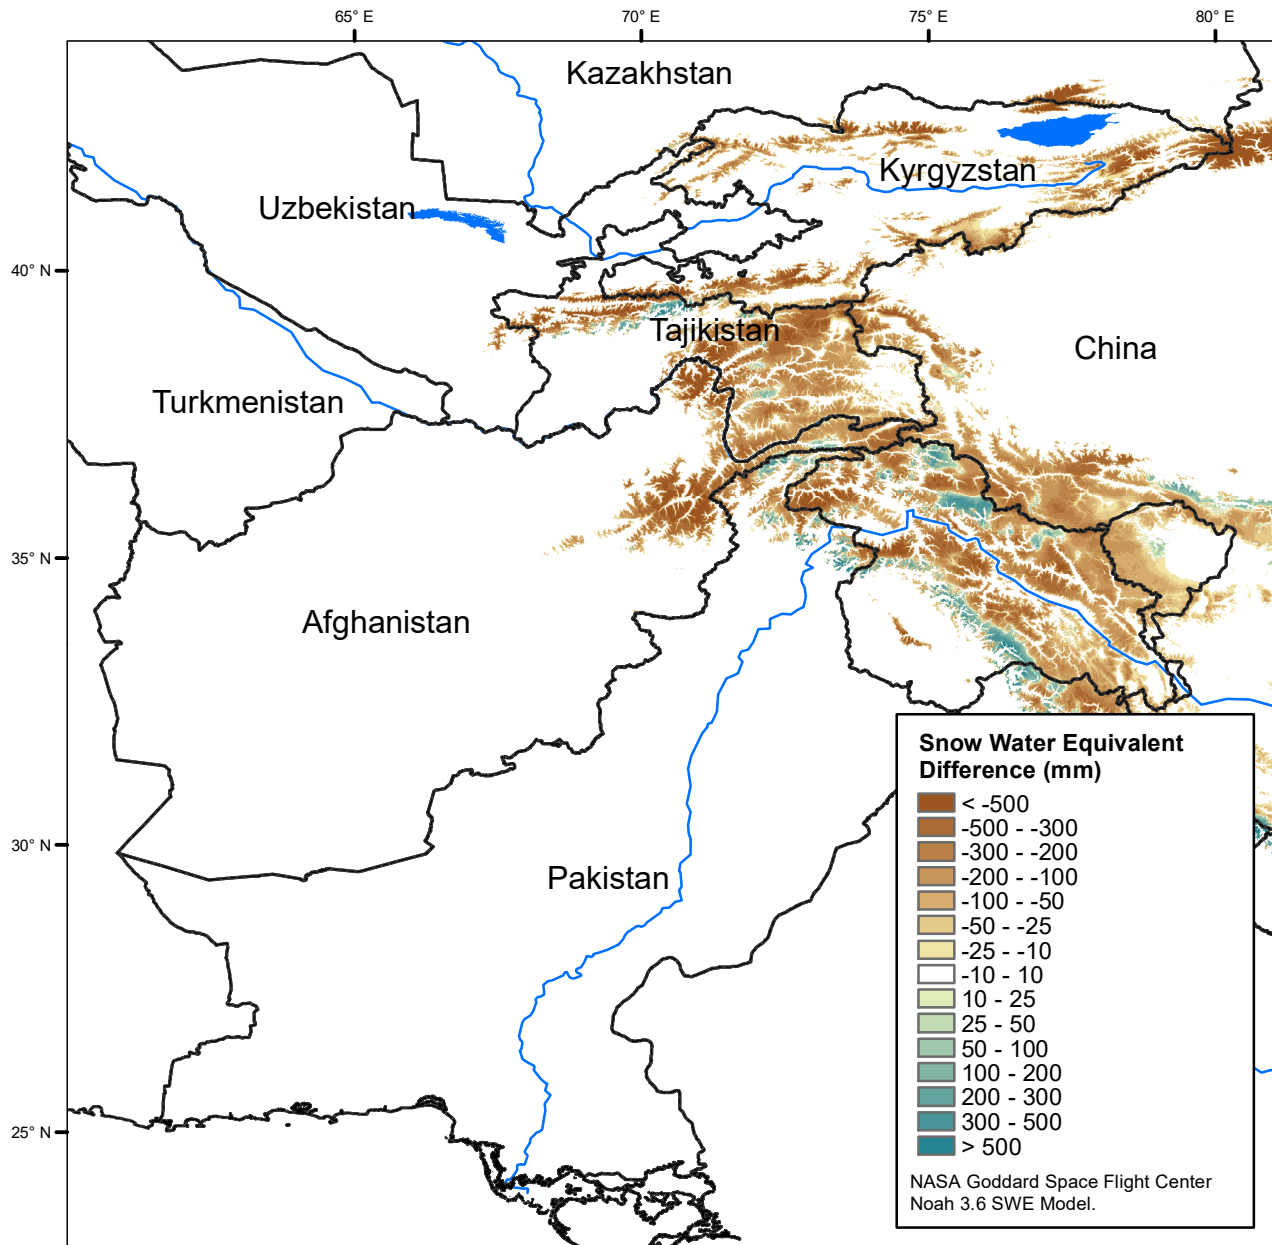 65° E
70° E
75° E
80° E
Kazakhstan
Kyrgyzstan
Uzbekistan
40° N
Tajikistan
China
Turkmenistan
35° N
Afghanistan
Snow Water Equivalent
Difference (mm)
< -500
-500 - -300
-300 - -200
-200 - -100
-100 - -50
-50 - -25
-25 - -10
-10 - 10
10 - 25
25 - 50
50 - 100
100 - 200
200 - 300
300 - 500
> 500
NASA Goddard Space Flight Center
Noah 3.6 SWE Model.
30° N
Pakistan
25° N